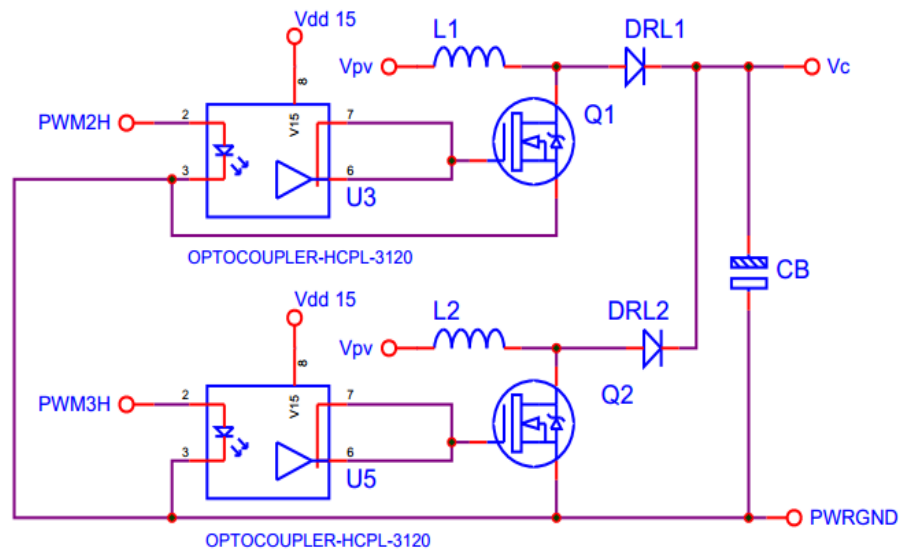 Vdd 15
L1
DRL1
Vpv
Vc
8
V15
PWM2H
2
7
Q1
3
6
U3
OPTOCOUPLER-HCPL-3120
CB
Vdd 15
L2
DRL2
Vpv
8
V15
PWM3H
2
7
Q2
3
6
U5
PWRGND
OPTOCOUPLER-HCPL-3120